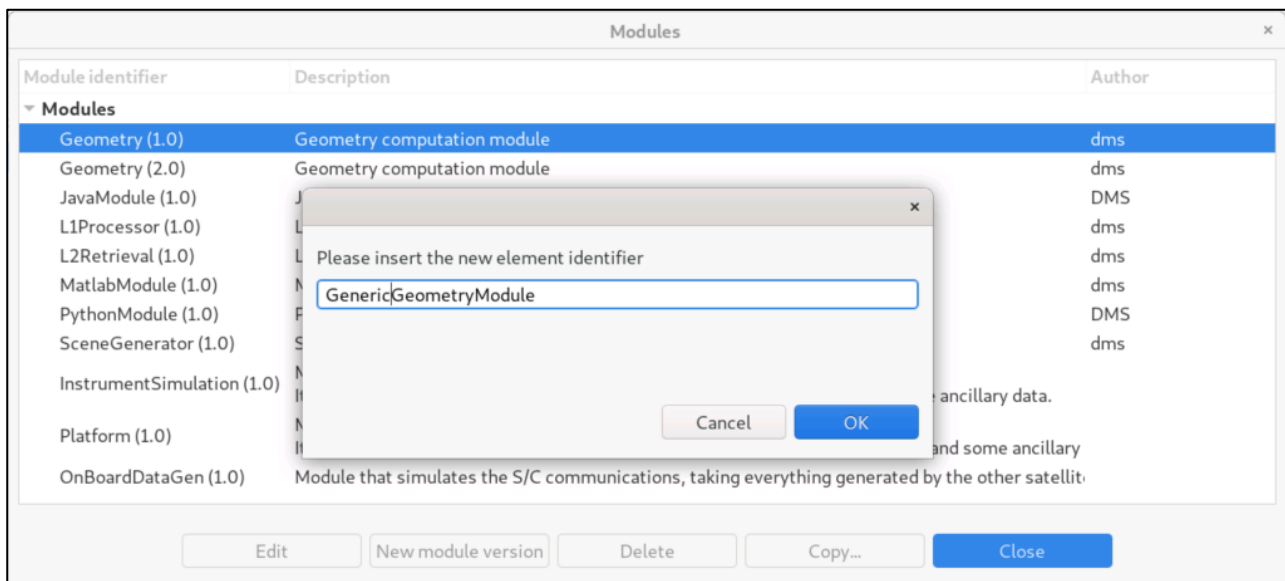 Modules ×
Module identifier Description Author
Modules
Geometry (1.0) Geometry computation module dms
Geometry (2.0) Geometry computation module dms
JavaModule (1.0) J DMS
L1Processor (1.0) L dms
L2Retrieval (1.0) L dms
MatlabModule (1.0) M dms
PythonModule (1.0) P DMS
SceneGenerator (1.0) S dms
InstrumentSimulation (1.0) M
It ancillary data.
Platform (1.0) M
It and some ancillary
OnBoardDataGen (1.0) Module that simulates the S/C communications, taking everything generated by the other satellite
×
Please insert the new element identifier
GenericGeometryModule
Cancel OK
Edit New module version Delete Copy... Close